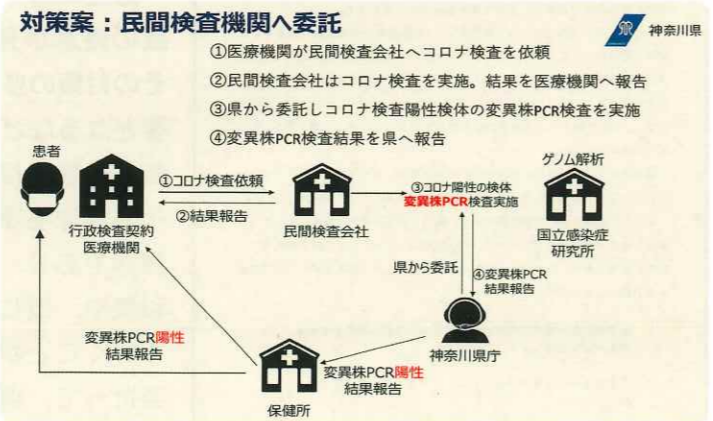 対策案：民間検査機関へ委託
神奈川県
①医療機関が民間検査会社へコロナ検査を依頼
②民間検査会社はコロナ検査を実施。結果を医療機関へ報告
③県から委託しコロナ検査陽性検体の変異株PCR検査を実施
④変異株PCR検査結果を県へ報告
患者
行政検査契約
医療機関
①コロナ検査依頼
②結果報告
民間検査会社
③コロナ陽性の検体
変異株PCR検査実施
ゲノム解析
国立感染症
研究所
県から委託
④変異株PCR
結果報告
神奈川県庁
変異株PCR陽性
結果報告
変異株PCR陽性
結果報告
保健所